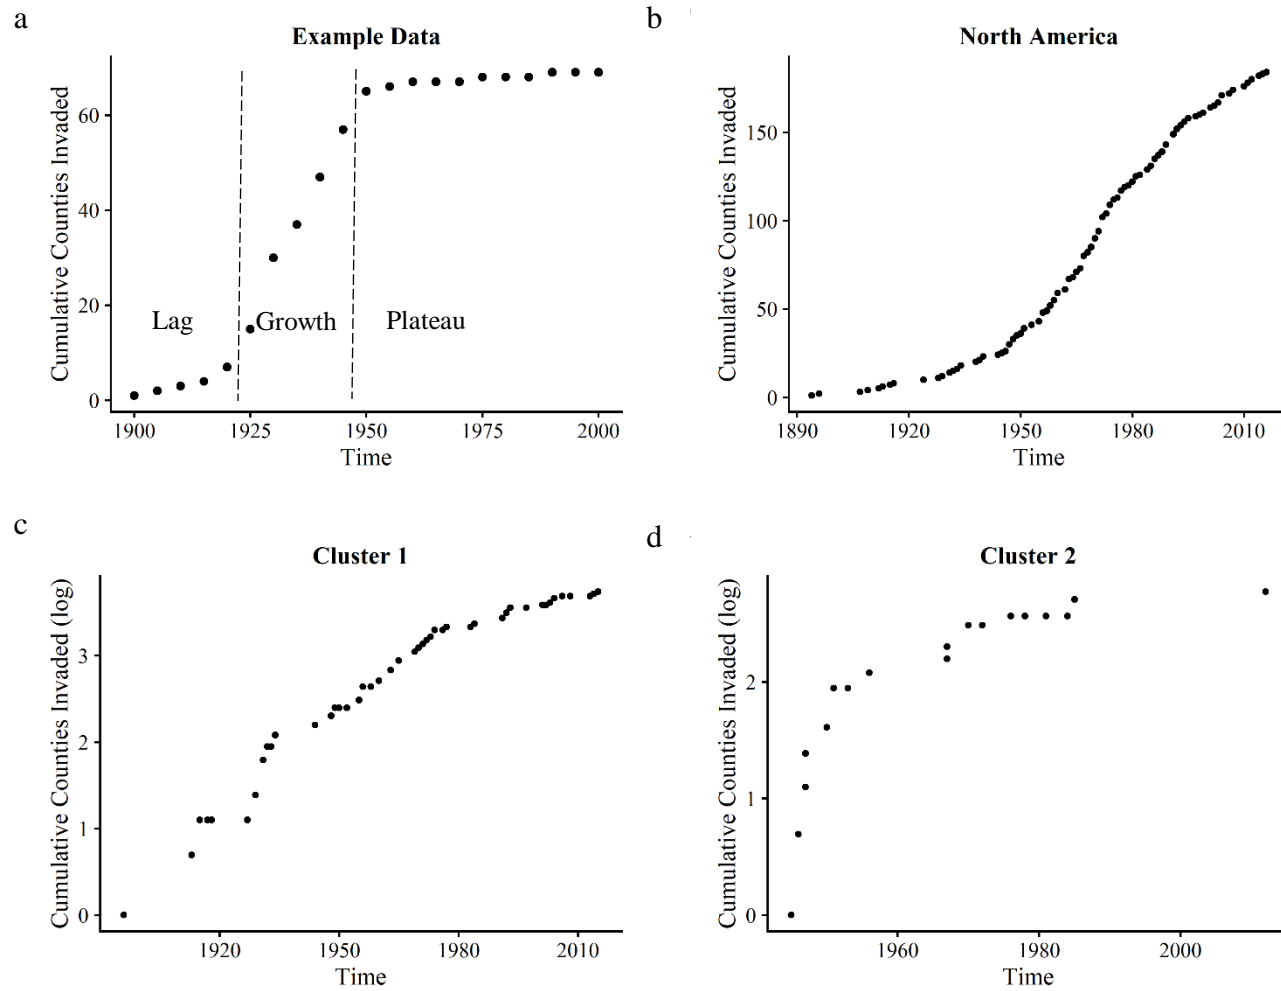 a
Example Data
Cumulative Counties Invaded
60
40
20
0
Lag
Growth
Plateau
1900
1925
1950
1975
2000
Time
b
North America
Cumulative Counties Invaded
150
100
50
0
1890
1920
1950
1980
2010
Time
c
Cluster 1
Cumulative Counties Invaded (log)
3
2
1
0
1920
1950
1980
2010
Time
d
Cluster 2
Cumulative Counties Invaded (log)
2
1
0
1960
1980
2000
Time